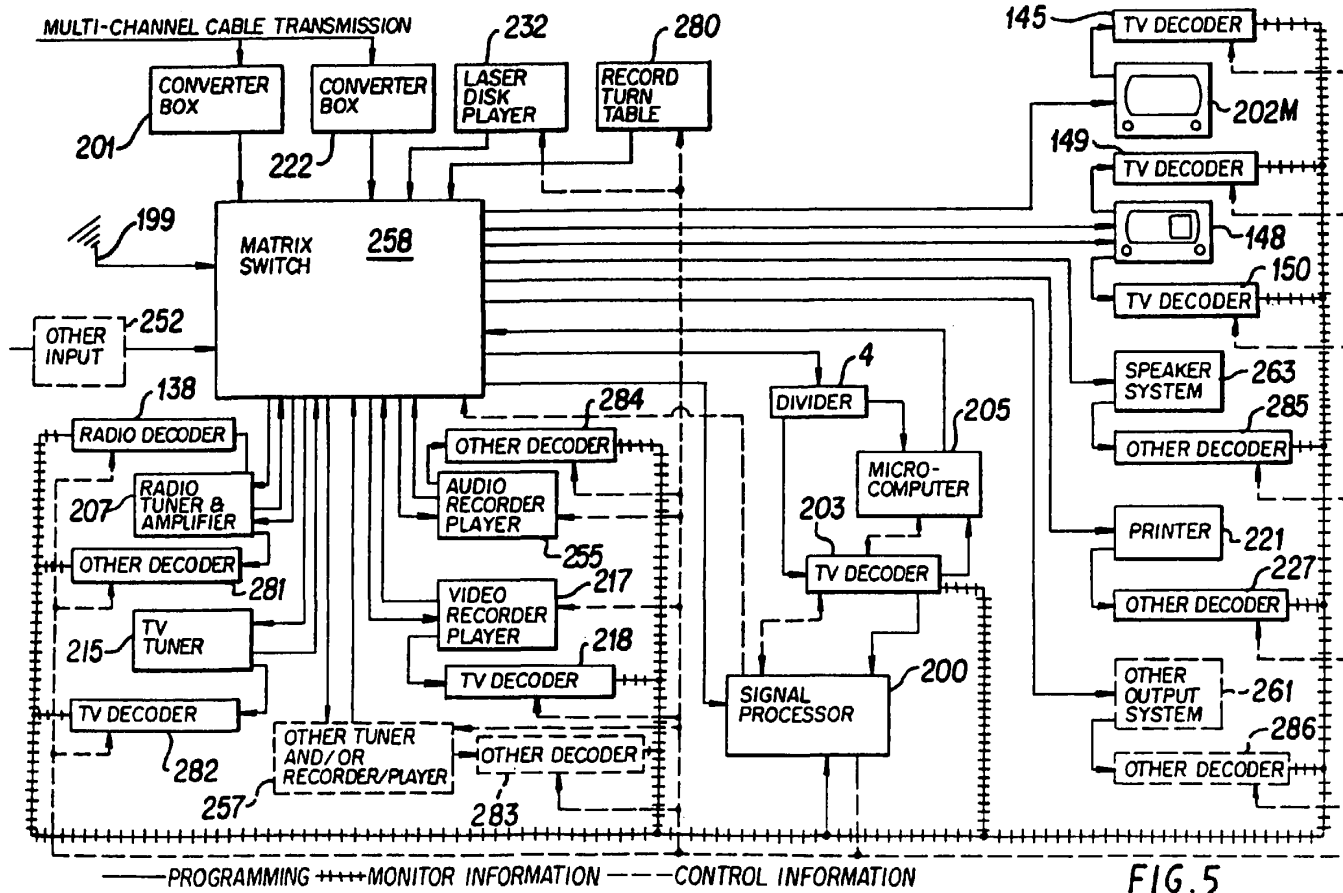 MULTI-CHANNEL CABLE TRANSMISSION
CONVERTER
BOX
201
CONVERTER
BOX
222
232
LASER
DISK
PLAYER
280
RECORD
TURN
TABLE
145
TV DECODER
202M
149
TV DECODER
148
150
TV DECODER
199
MATRIX
SWITCH
258
252
OTHER
INPUT
4
DIVIDER
205
MICRO-
COMPUTER
203
TV DECODER
SPEAKER
SYSTEM
263
285
OTHER DECODER
PRINTER
221
227
OTHER DECODER
OTHER
OUTPUT
SYSTEM
261
286
OTHER DECODER
138
RADIO DECODER
207
RADIO
TUNER &
AMPLIFIER
OTHER DECODER
281
215
TV
TUNER
TV DECODER
282
284
OTHER DECODER
AUDIO
RECORDER
PLAYER
255
217
VIDEO
RECORDER
PLAYER
218
TV DECODER
OTHER TUNER
AND/OR
RECORDER/PLAYER
257
OTHER DECODER
283
200
SIGNAL
PROCESSOR
PROGRAMMING
MONITOR INFORMATION
CONTROL INFORMATION
FIG. 5